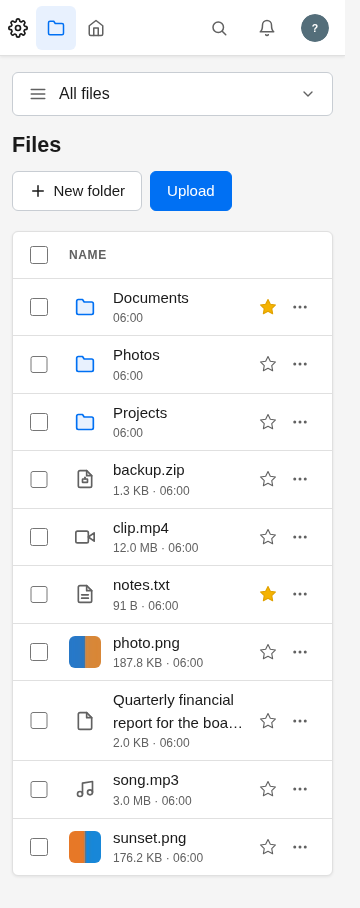 ?
All files
Files
New folder
Upload
NAME
Documents
06:00
Photos
06:00
Projects
06:00
backup.zip
1.3 KB · 06:00
clip.mp4
12.0 MB · 06:00
notes.txt
91 B · 06:00
photo.png
187.8 KB · 06:00
Quarterly financial
report for the boa…
2.0 KB · 06:00
song.mp3
3.0 MB · 06:00
sunset.png
176.2 KB · 06:00